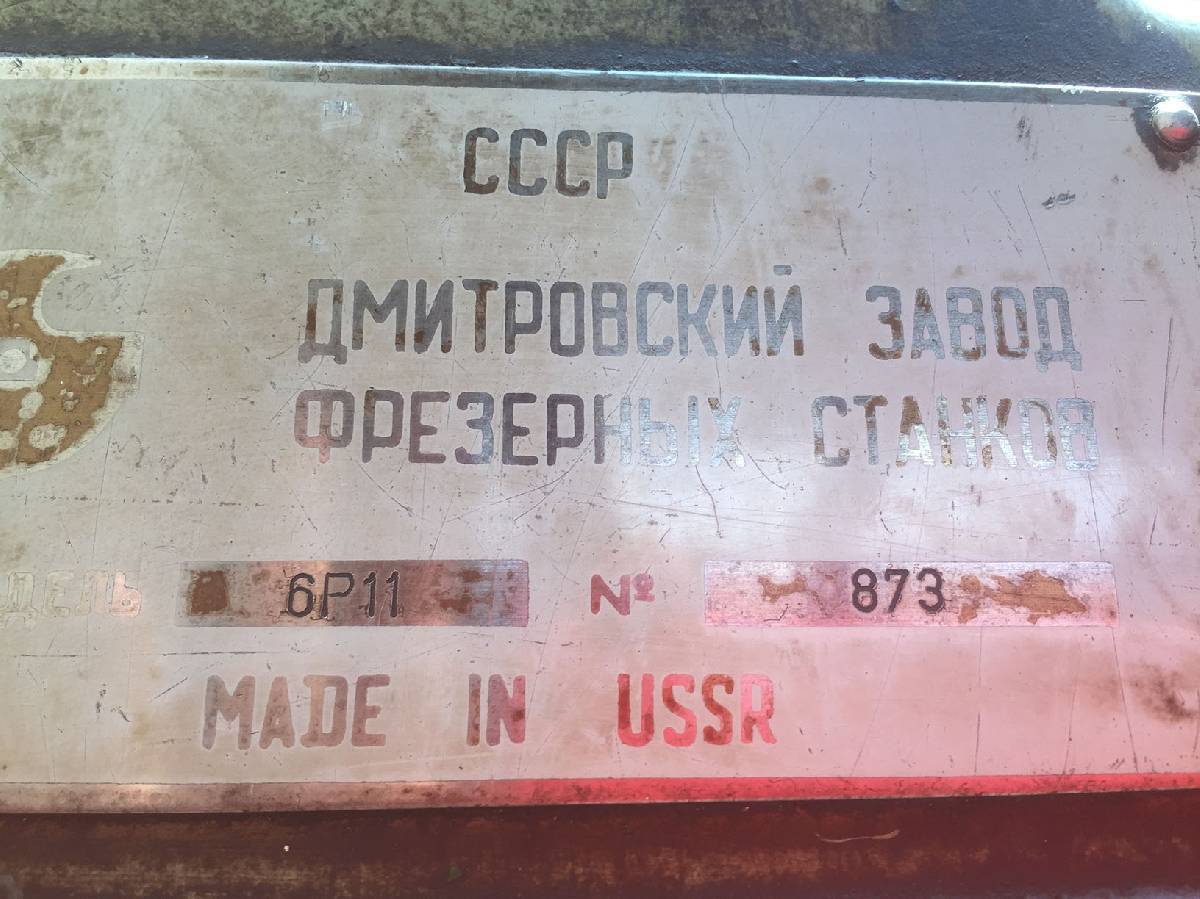 СССР
ДМИТРОВСКИЙ ЗАВОД
ФРЕЗЕРНЫХ СТАНКОВ
ДЕЛЬ 6Р11 № 873
MADE IN USSR